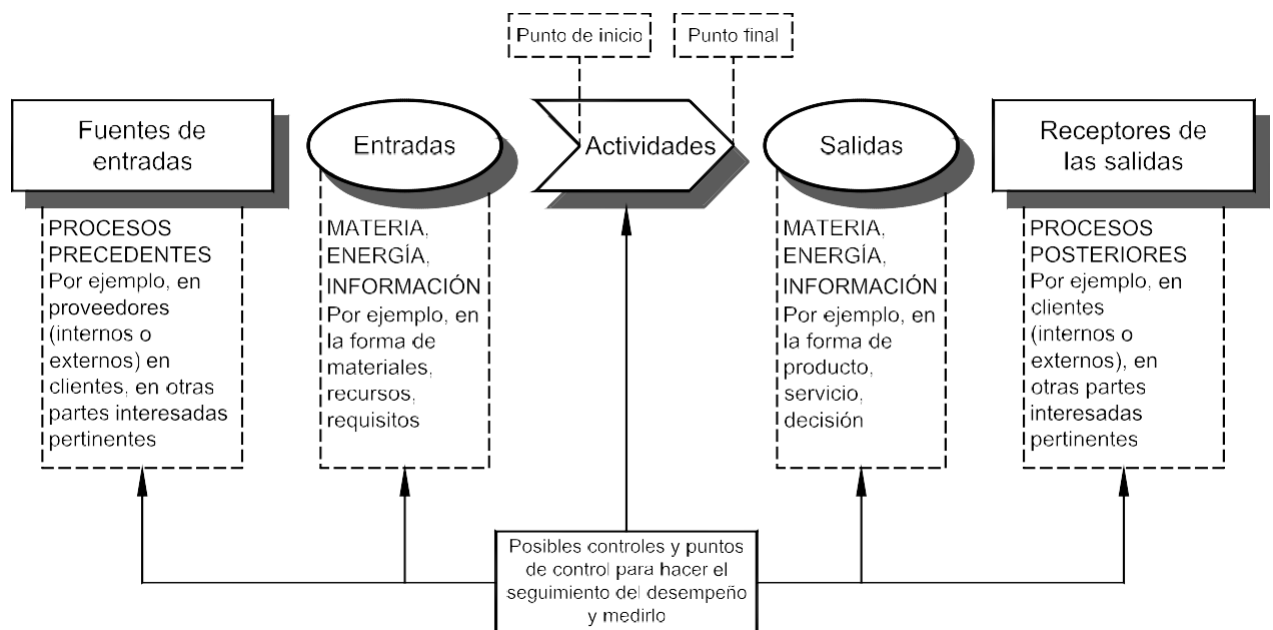 Punto de inicio
Punto final
Fuentes de
entradas
Entradas
Actividades
Salidas
Receptores de
las salidas
PROCESOS
PRECEDENTES
Por ejemplo, en
proveedores
(internos o
externos) en
clientes, en otras
partes interesadas
pertinentes
MATERIA,
ENERGÍA,
INFORMACIÓN
Por ejemplo, en
la forma de
materiales,
recursos,
requisitos
MATERIA,
ENERGÍA,
INFORMACIÓN
Por ejemplo, en
la forma de
producto,
servicio,
decisión
PROCESOS
POSTERIORES
Por ejemplo, en
clientes
(internos o
externos), en
otras partes
interesadas
pertinentes
Posibles controles y puntos
de control para hacer el
seguimiento del desempeño
y medirlo